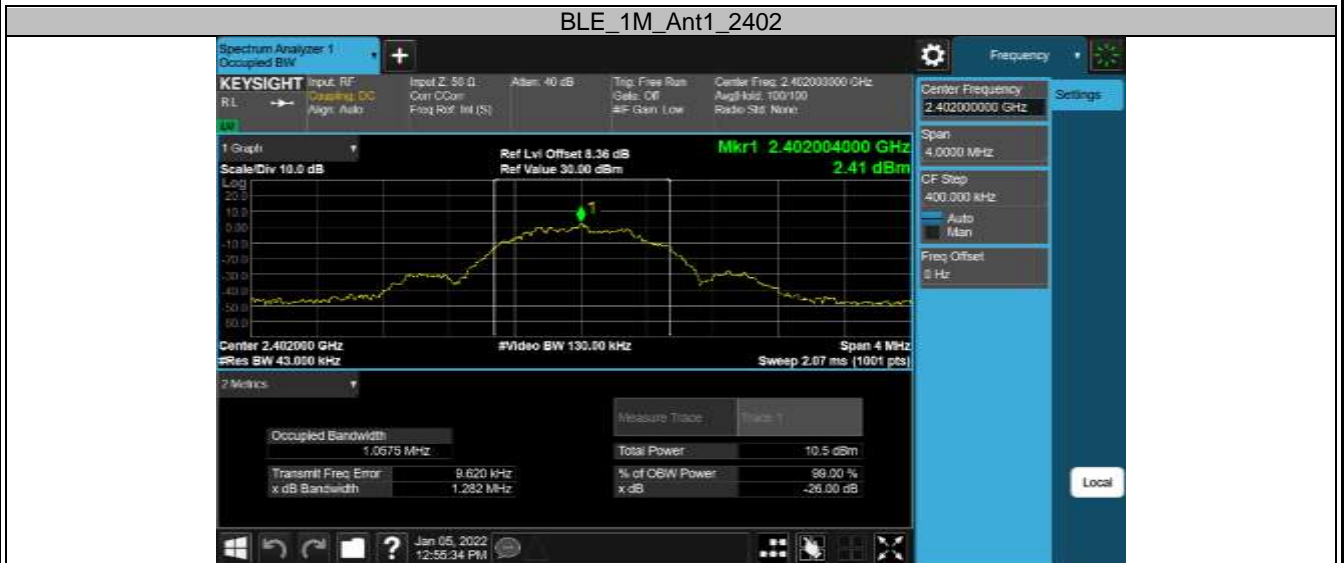 BLE_1M_Ant1_2402
Spectrum Analyzer 1
Occupied BW
+
Frequency
KEYSIGHT
Input: RF
Coupling: DC
Align: Auto
RL
Input Z: 50 Ω
Corr CCorr
Freq Ref: Int (S)
Atten: 40 dB
Trig: Free Run
Gate: Off
#IF Gain: Low
Center Freq: 2.402000000 GHz
Avg|Hold: 100/100
Radio Std: None
Center Frequency
2.402000000 GHz
Settings
Span
4.0000 MHz
CF Step
400.000 kHz
Auto
Man
Freq Offset
0 Hz
1 Graph
Scale/Div 10.0 dB
Ref Lvl Offset 8.36 dB
Ref Value 30.00 dBm
Mkr1 2.402004000 GHz
2.41 dBm
Log
20.0
10.0
0.00
-10.0
-20.0
-30.0
-40.0
-50.0
-60.0
1
Center 2.402000 GHz
#Video BW 130.00 kHz
Span 4 MHz
#Res BW 43.000 kHz
Sweep 2.07 ms (1001 pts)
2 Metrics
Measure Trace
Trace 1
Occupied Bandwidth
1.0575 MHz
Total Power
10.5 dBm
Transmit Freq Error
9.620 kHz
% of OBW Power
99.00 %
x dB Bandwidth
1.282 MHz
x dB
-26.00 dB
Local
?
Jan 05, 2022
12:55:34 PM